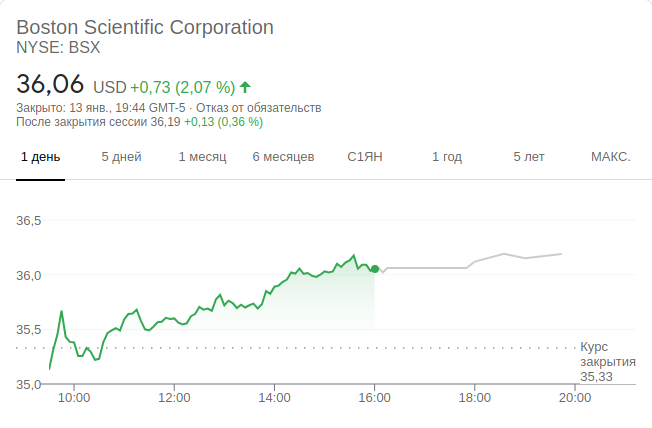 Boston Scientific Corporation
NYSE: BSX
36,06 USD +0,73 (2,07 %)
Закрыто: 13 янв., 19:44 GMT-5 · Отказ от обязательств
После закрытия сессии 36,19 +0,13 (0,36 %)
1 день 5 дней 1 месяц 6 месяцев С1ЯН 1 год 5 лет МАКС.
36,5
36,0
35,5
Курс
закрытия
35,33
35,0
10:00 12:00 14:00 16:00 18:00 20:00